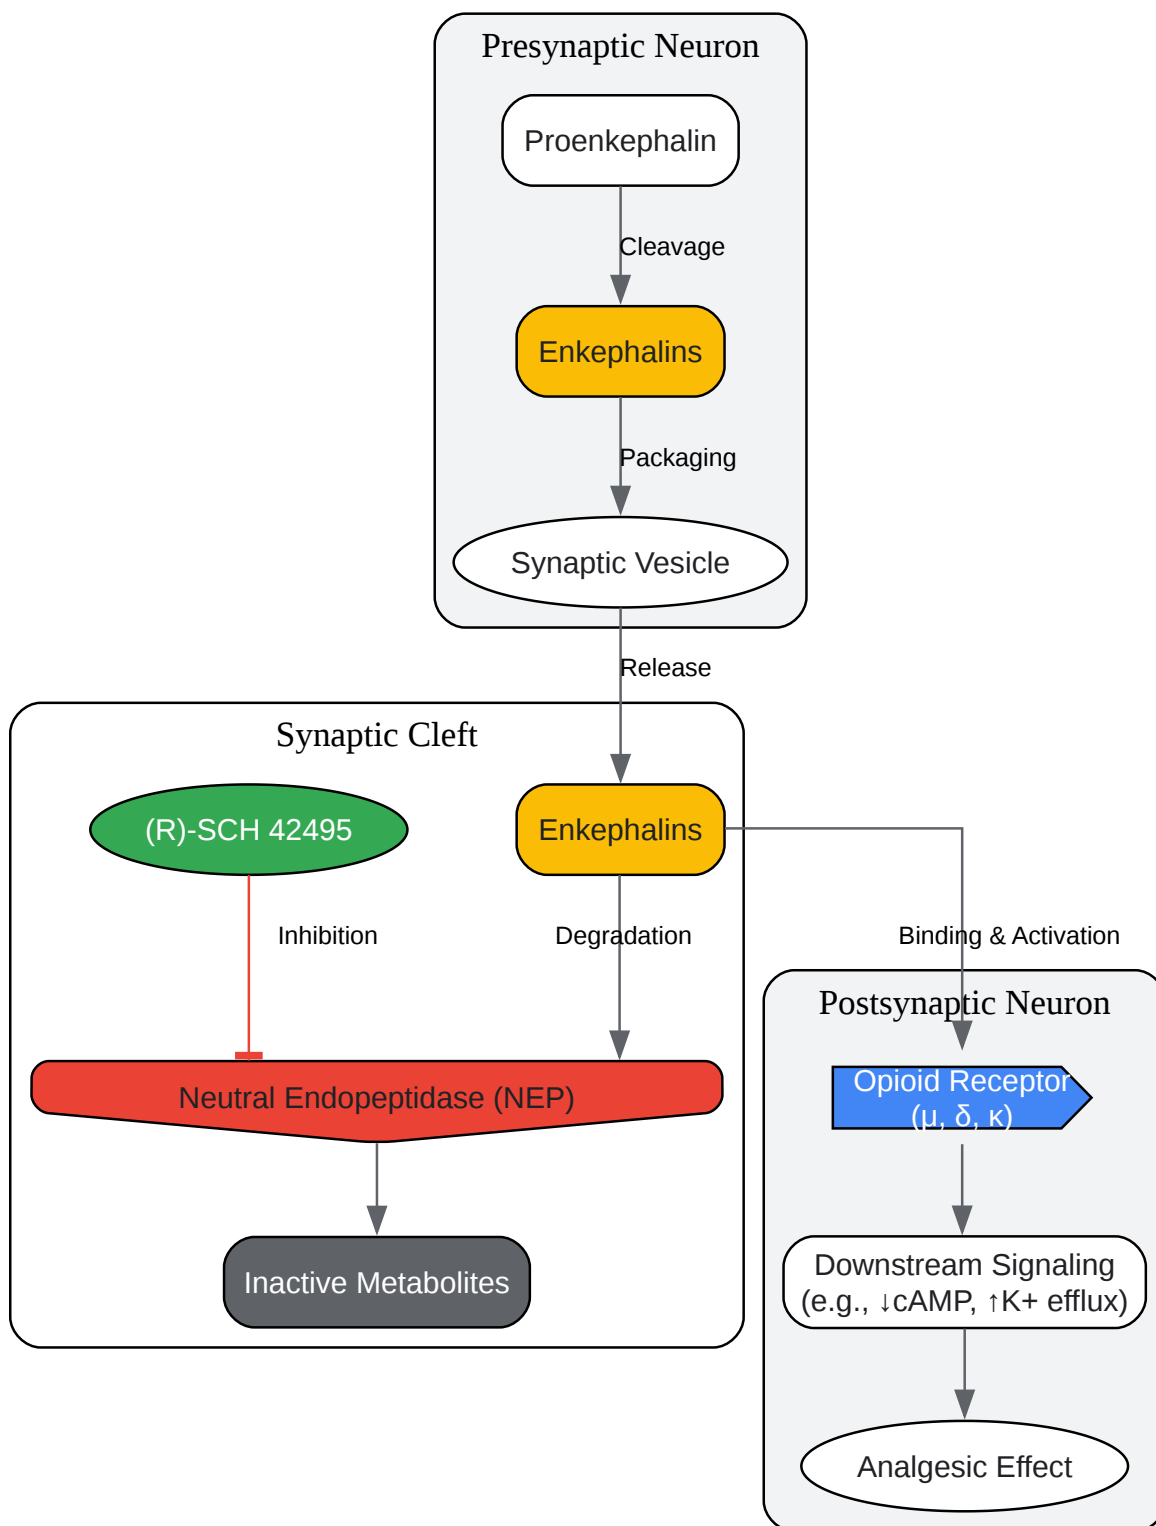 Presynaptic Neuron
Proenkephalin
Cleavage
Enkephalins
Packaging
Synaptic Vesicle
Release
Synaptic Cleft
(R)-SCH 42495
Enkephalins
Inhibition
Degradation
Binding & Activation
Neutral Endopeptidase (NEP)
Inactive Metabolites
Postsynaptic Neuron
Opioid Receptor
(μ, δ, κ)
Downstream Signaling
(e.g., ↓cAMP, ↑K+ efflux)
Analgesic Effect